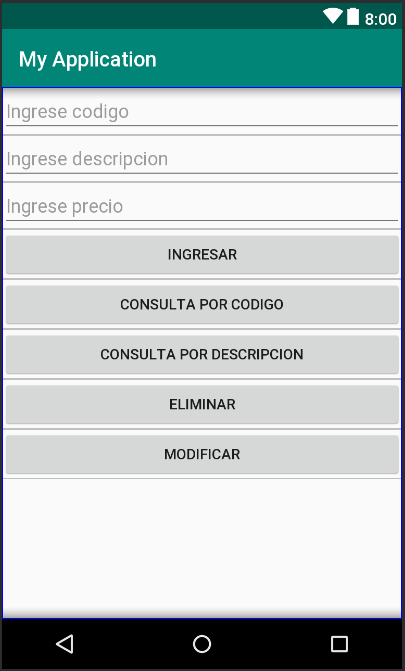 8:00
My Application
Ingrese codigo
Ingrese descripcion
Ingrese precio
INGRESAR
CONSULTA POR CODIGO
CONSULTA POR DESCRIPCION
ELIMINAR
MODIFICAR